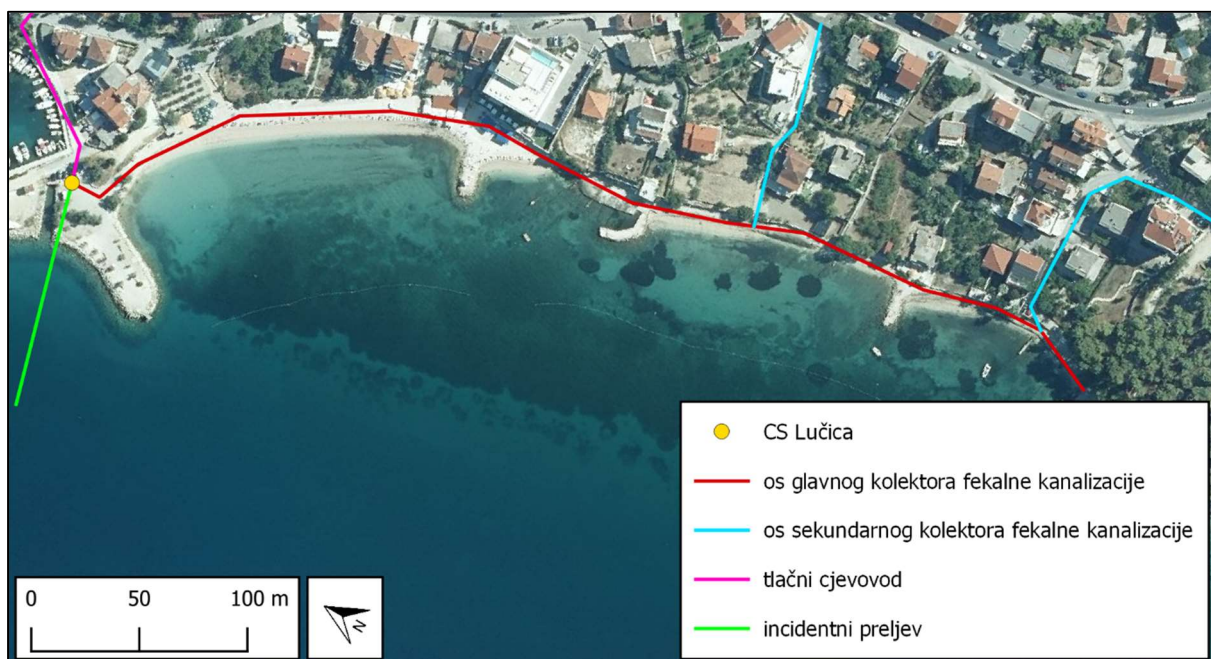 CS Lučica
os glavnog kolektora fekalne kanalizacije
os sekundarnog kolektora fekalne kanalizacije
tlačni cjevovod
incidentni preljev
0 50 100 m
N